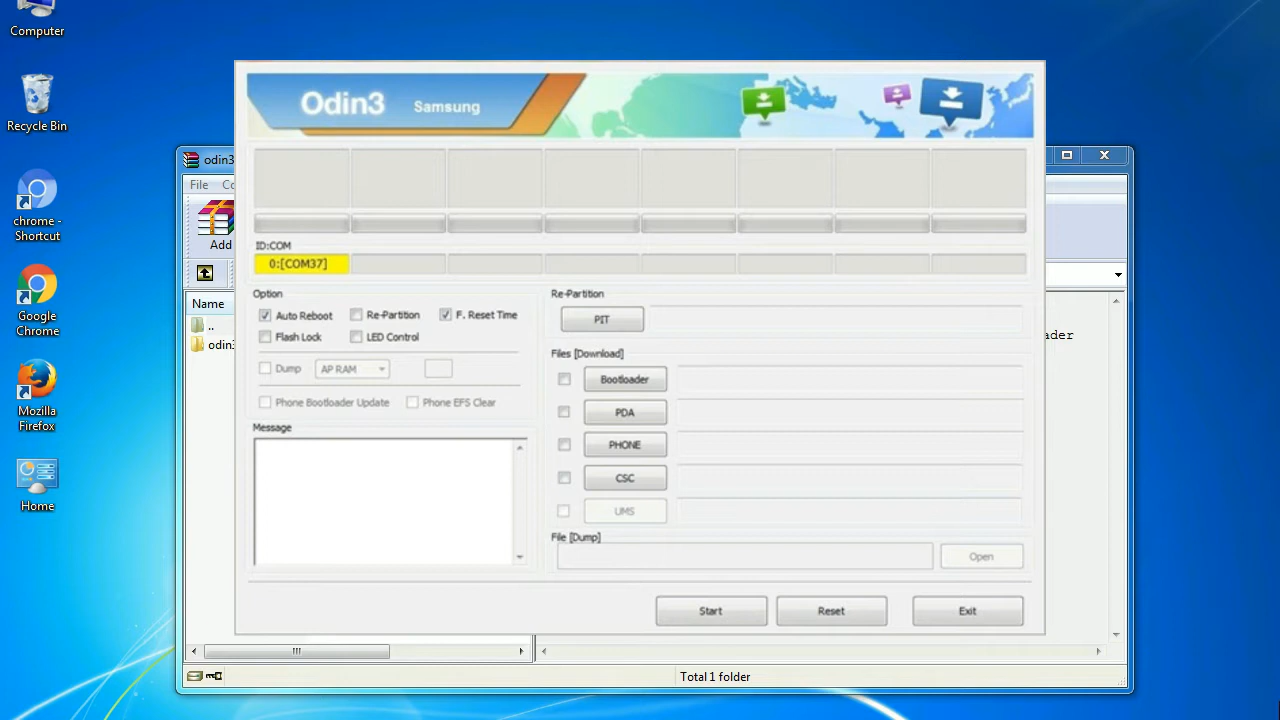 Computer
Recycle Bin
chrome -
Shortcut
Google
Chrome
Mozilla
Firefox
Home
odin3
File
Add
Name
..
odin3
Total 1 folder
Odin3 Samsung
ID:COM
0:[COM37]
Option
Auto Reboot Re-Partition F. Reset Time
Flash Lock LED Control
Dump AP RAM
Phone Bootloader Update Phone EFS Clear
Message
Re-Partition
PIT
Files [Download]
Bootloader
PDA
PHONE
CSC
UMS
File [Dump]
Open
Start Reset Exit